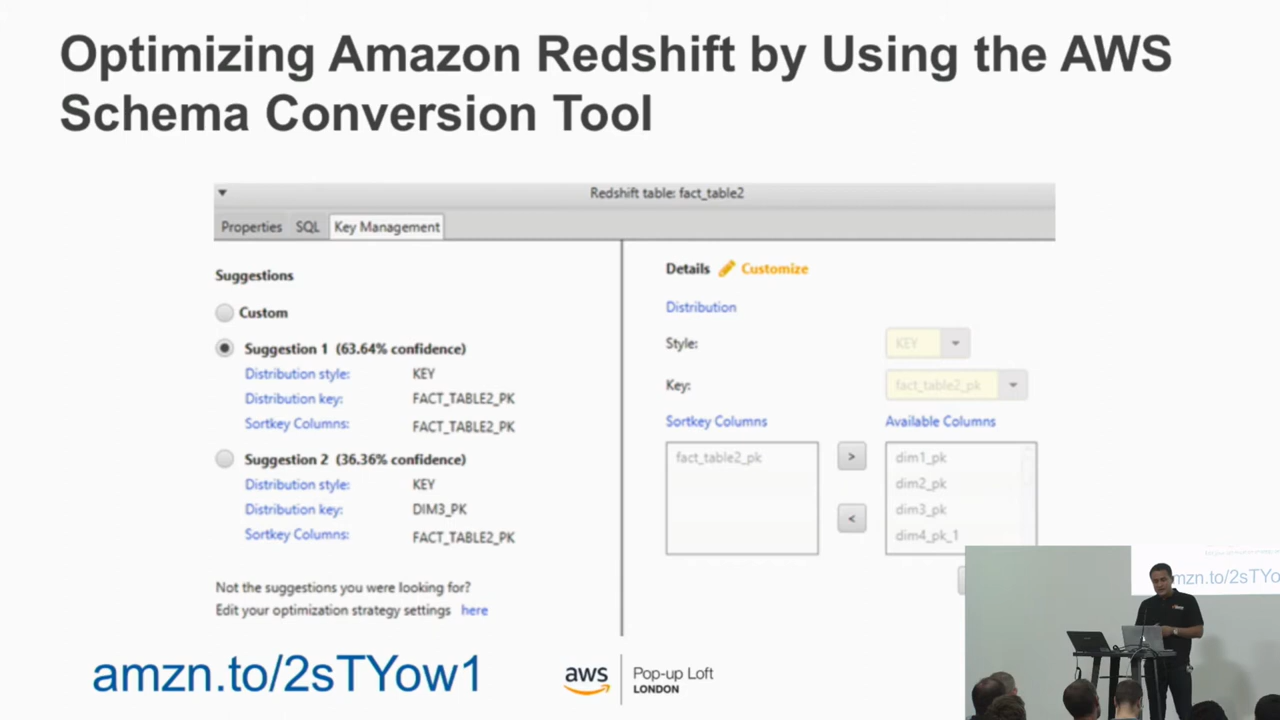 Optimizing Amazon Redshift by Using the AWS
Schema Conversion Tool
Redshift table: fact_table2
Properties SQL Key Management
Suggestions
Custom
Suggestion 1 (63.64% confidence)
Distribution style: KEY
Distribution key: FACT_TABLE2_PK
Sortkey Columns: FACT_TABLE2_PK
Suggestion 2 (36.36% confidence)
Distribution style: KEY
Distribution key: DIM3_PK
Sortkey Columns: FACT_TABLE2_PK
Not the suggestions you were looking for?
Edit your optimization strategy settings here
Details Customize
Distribution
Style: KEY
Key: fact_table2_pk
Sortkey Columns Available Columns
fact_table2_pk
>
<
dim1_pk
dim2_pk
dim3_pk
dim4_pk_1
amzn.to/2sTYow1
aws
Pop-up Loft
LONDON
mzn.to/2sTYo